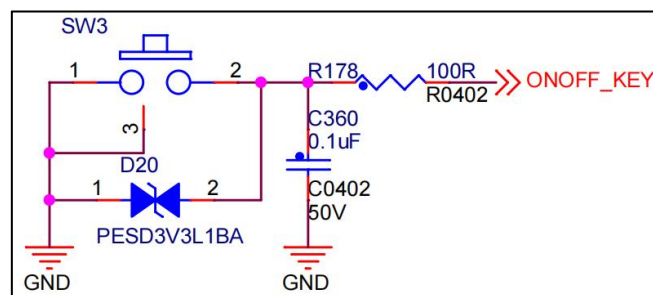 SW3
1
2
R178
100R
R0402
ONOFF_KEY
3
C360
0.1uF
D20
1
2
C0402
50V
PESD3V3L1BA
GND
GND